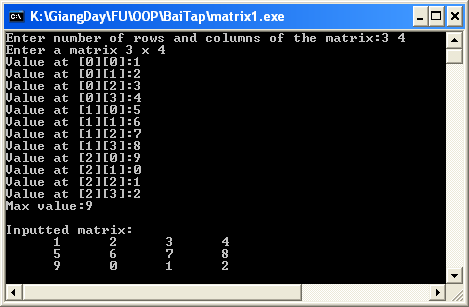 K:\GiangDay\FU\OOP\BaiTap\matrix1.exe
Enter number of rows and columns of the matrix:3 4
Enter a matrix 3 x 4
Value at [0][0]:1
Value at [0][1]:2
Value at [0][2]:3
Value at [0][3]:4
Value at [1][0]:5
Value at [1][1]:6
Value at [1][2]:7
Value at [1][3]:8
Value at [2][0]:9
Value at [2][1]:0
Value at [2][2]:1
Value at [2][3]:2
Max value:9
Inputted matrix:
1 2 3 4
5 6 7 8
9 0 1 2